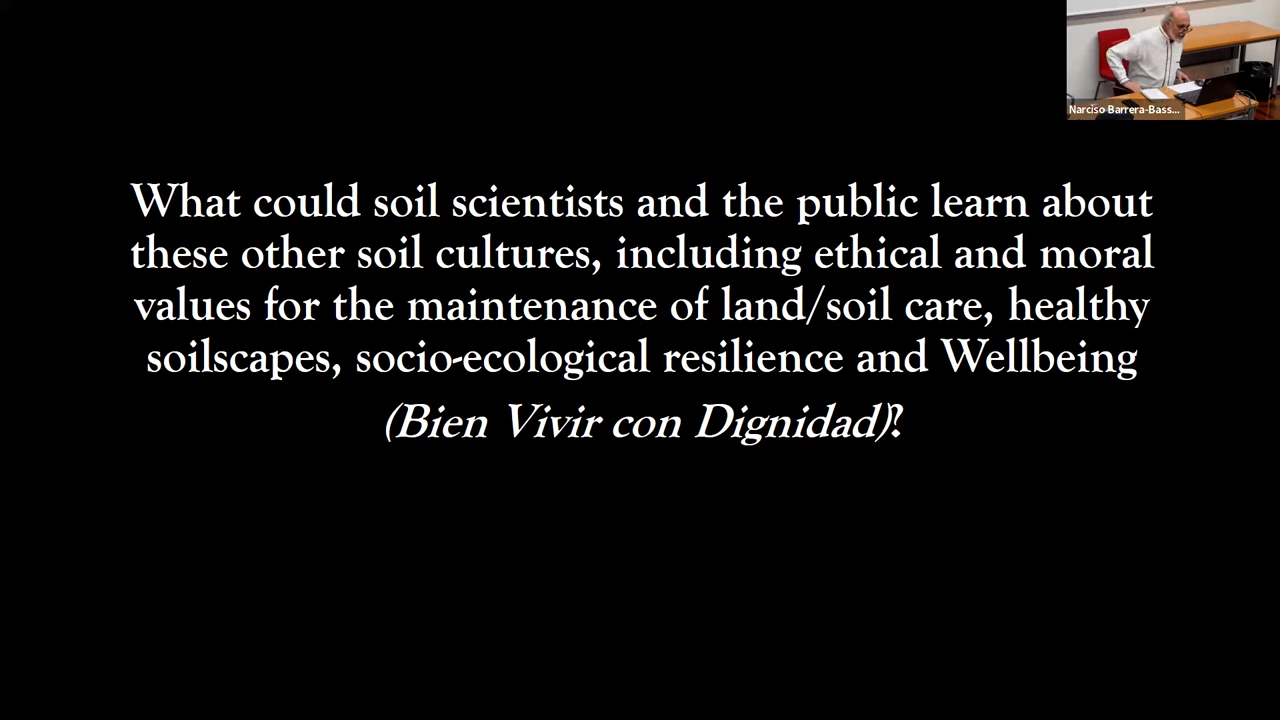 Narciso Barrera-Bass...
What could soil scientists and the public learn about
these other soil cultures, including ethical and moral
values for the maintenance of land/soil care, healthy
soilscapes, socio-ecological resilience and Wellbeing
(Bien Vivir con Dignidad)?